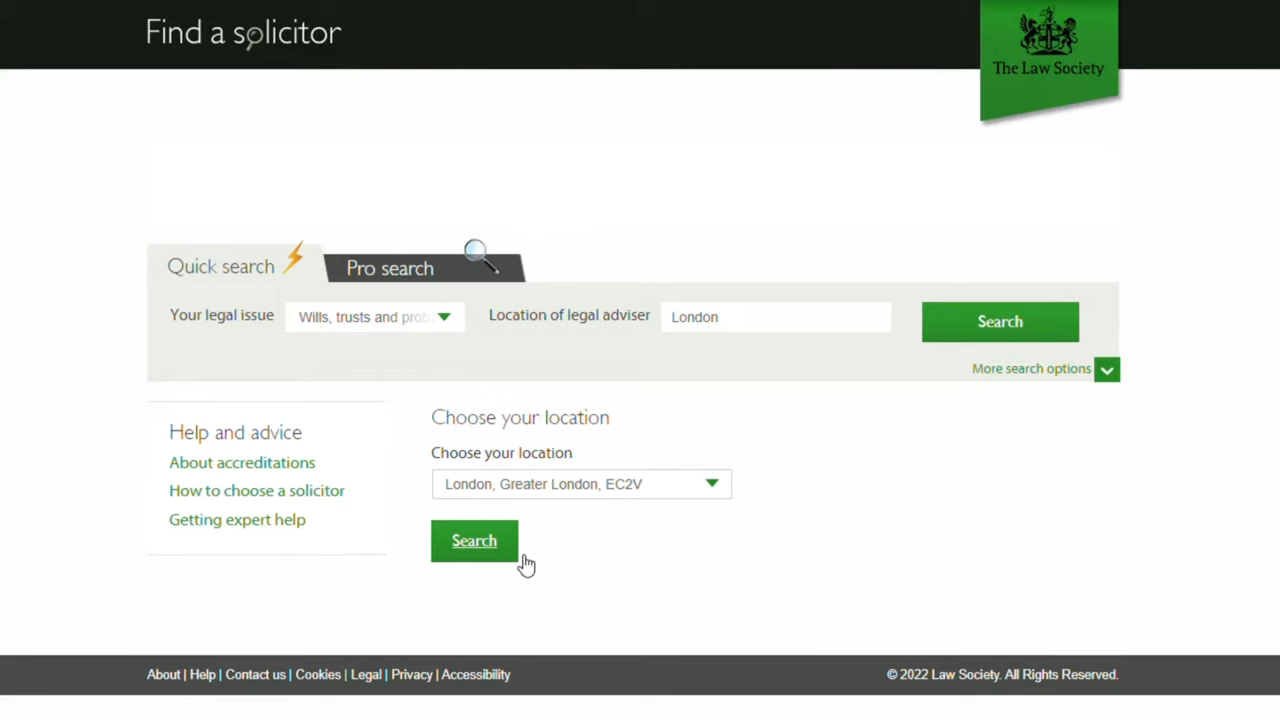 Find a solicitor
The Law Society
Quick search
Pro search
Your legal issue
Wills, trusts and prob
Location of legal adviser
London
Search
More search options
Help and advice
About accreditations
How to choose a solicitor
Getting expert help
Choose your location
Choose your location
London, Greater London, EC2V
Search
About | Help | Contact us | Cookies | Legal | Privacy | Accessibility
© 2022 Law Society. All Rights Reserved.